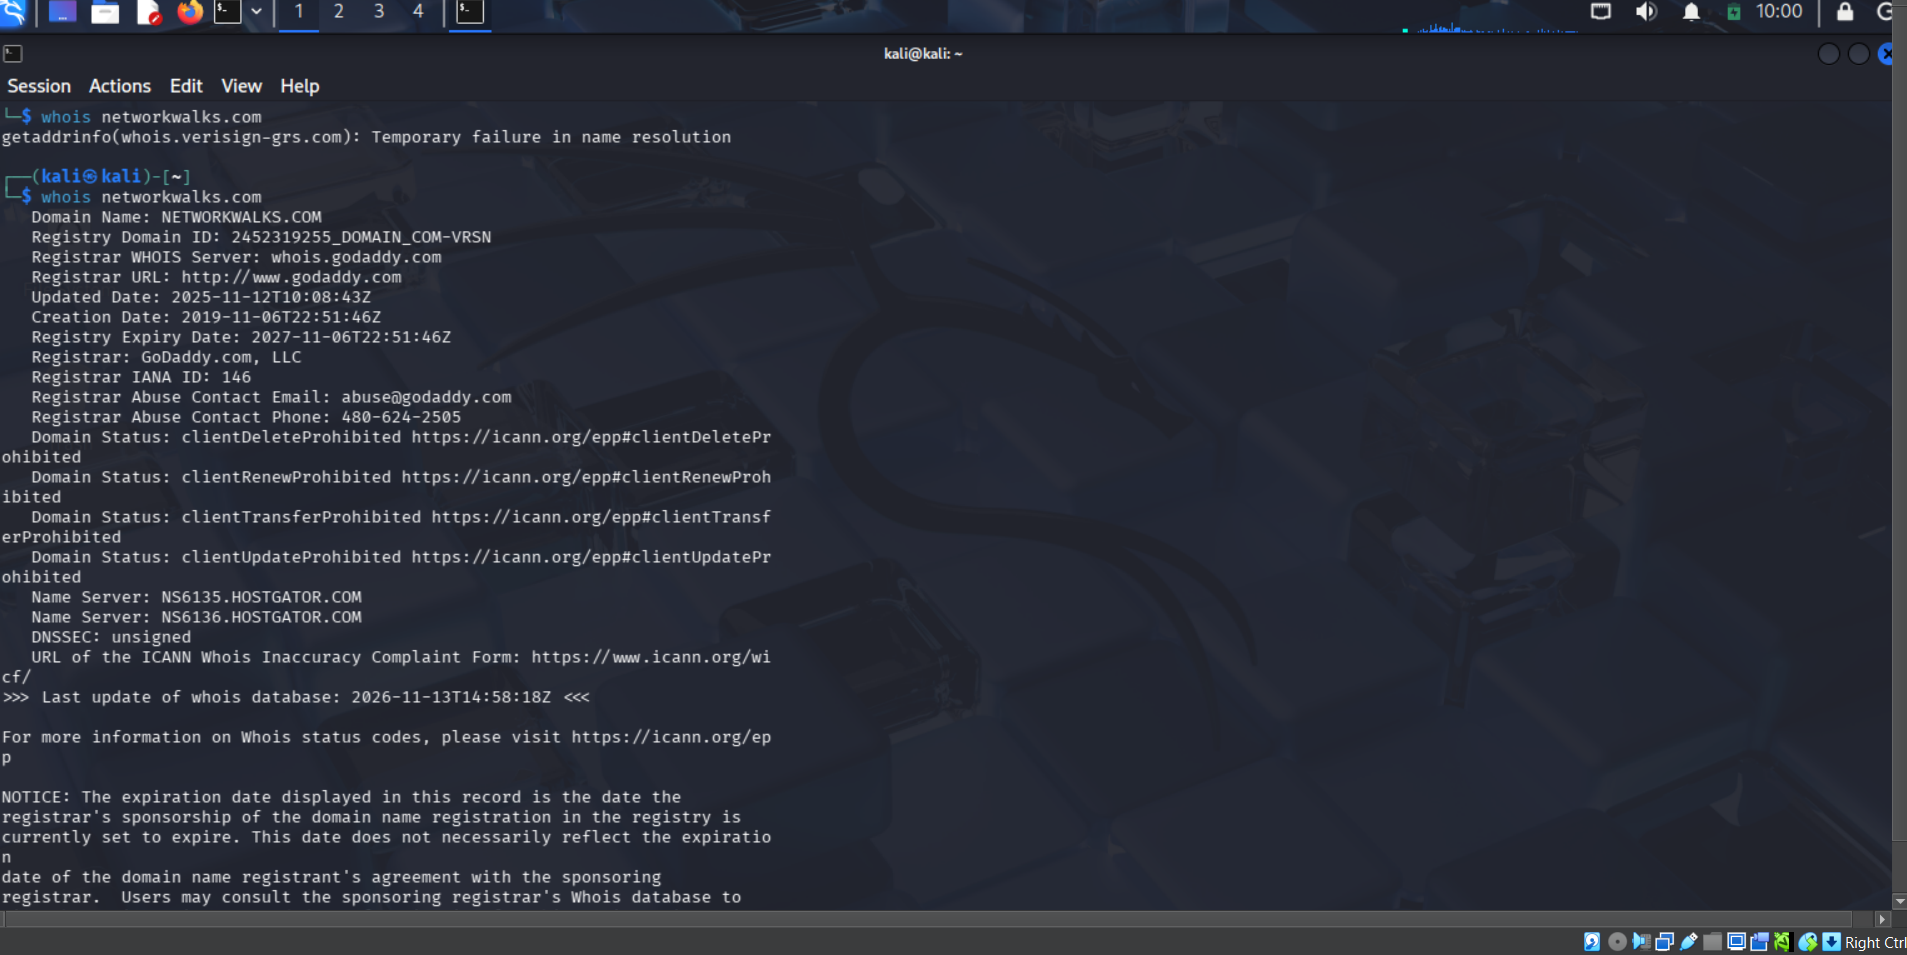 1 2 3 4 10:00
kali@kali: ~
Session Actions Edit View Help
└─$ whois networkwalks.com
getaddrinfo(whois.verisign-grs.com): Temporary failure in name resolution
┌──(kali㉿kali)-[~]
└─$ whois networkwalks.com
Domain Name: NETWORKWALKS.COM
Registry Domain ID: 2452319255_DOMAIN_COM-VRSN
Registrar WHOIS Server: whois.godaddy.com
Registrar URL: http://www.godaddy.com
Updated Date: 2025-11-12T10:08:43Z
Creation Date: 2019-11-06T22:51:46Z
Registry Expiry Date: 2027-11-06T22:51:46Z
Registrar: GoDaddy.com, LLC
Registrar IANA ID: 146
Registrar Abuse Contact Email: abuse@godaddy.com
Registrar Abuse Contact Phone: 480-624-2505
Domain Status: clientDeleteProhibited https://icann.org/epp#clientDeletePr
ohibited
Domain Status: clientRenewProhibited https://icann.org/epp#clientRenewProh
ibited
Domain Status: clientTransferProhibited https://icann.org/epp#clientTransf
erProhibited
Domain Status: clientUpdateProhibited https://icann.org/epp#clientUpdatePr
ohibited
Name Server: NS6135.HOSTGATOR.COM
Name Server: NS6136.HOSTGATOR.COM
DNSSEC: unsigned
URL of the ICANN Whois Inaccuracy Complaint Form: https://www.icann.org/wi
cf/
>>> Last update of whois database: 2026-11-13T14:58:18Z <<<
For more information on Whois status codes, please visit https://icann.org/ep
p
NOTICE: The expiration date displayed in this record is the date the
registrar's sponsorship of the domain name registration in the registry is
currently set to expire. This date does not necessarily reflect the expiratio
n
date of the domain name registrant's agreement with the sponsoring
registrar.  Users may consult the sponsoring registrar's Whois database to
Right Ctrl